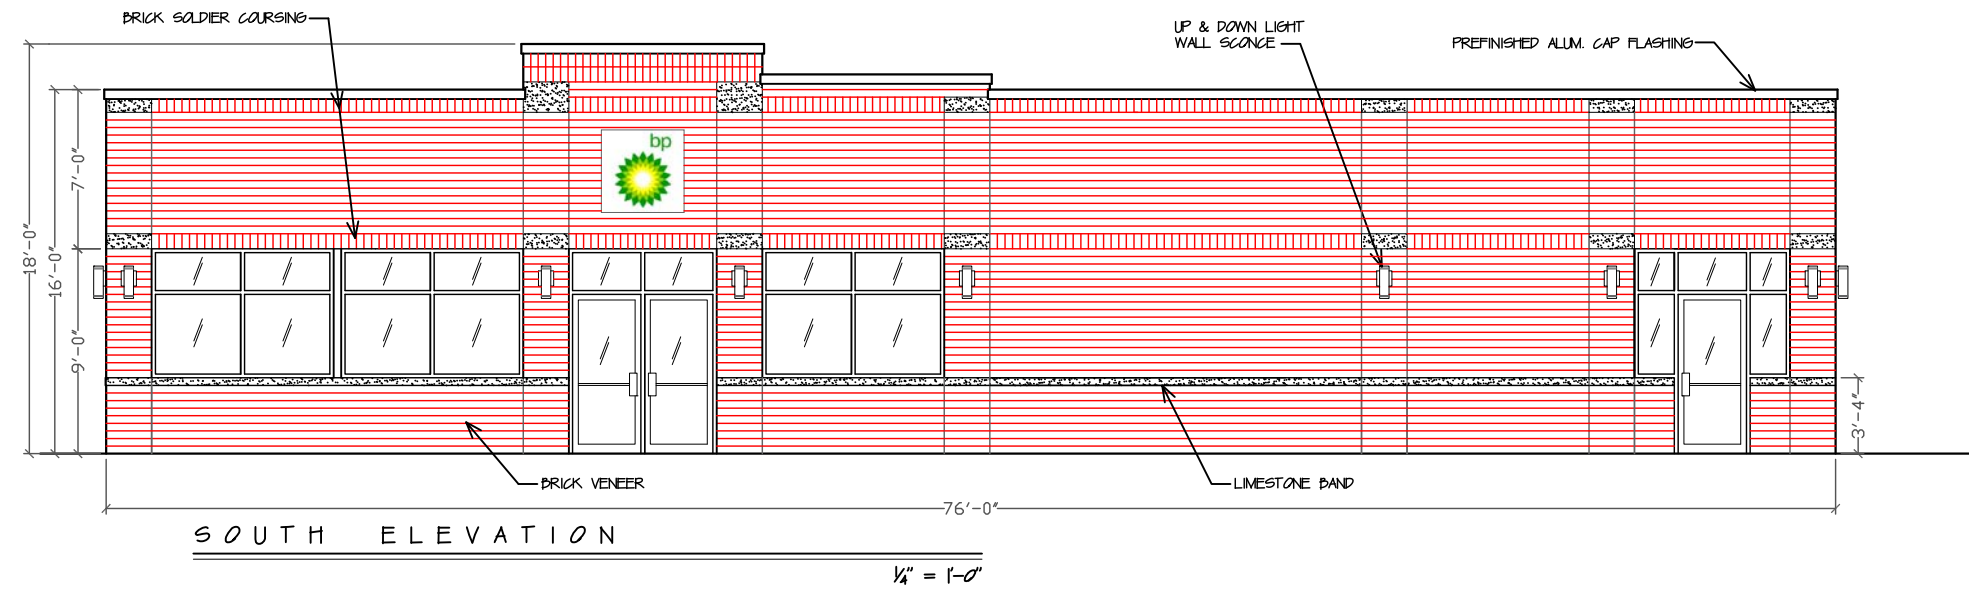 BRICK SOLDIER COURSING
UP & DOWN LIGHT
WALL SCONCE
PREFINISHED ALUM. CAP FLASHING
bp
18'-0"
16'-0"
7'-0"
9'-0"
3'-4"
BRICK VENEER
LIMESTONE BAND
76'-0"
SOUTH ELEVATION
1/4" = 1'-0"